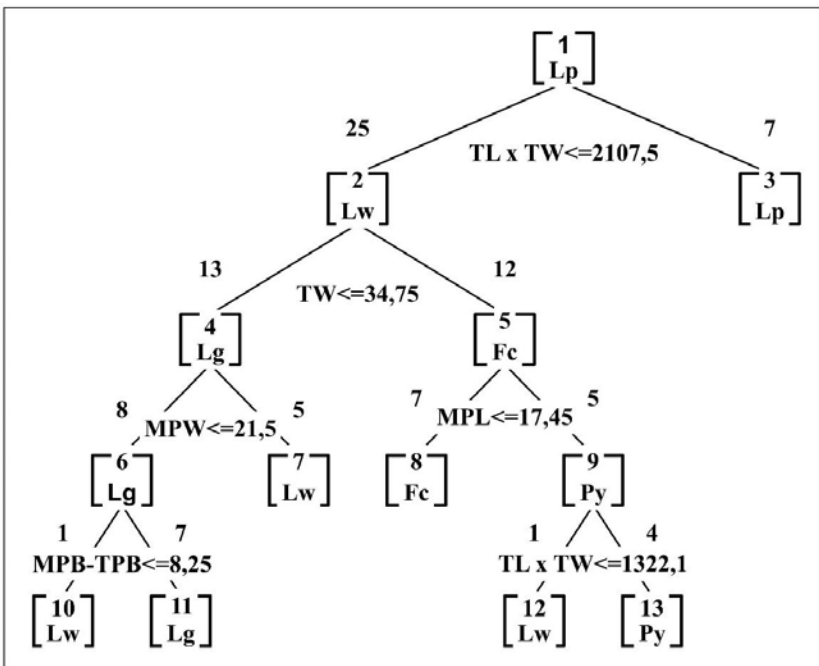 1
Lp
25
7
TL x TW<=2107,5
2
Lw
3
Lp
13
12
TW<=34,75
4
Lg
5
Fc
8
MPW<=21,5
5
7
MPL<=17,45
5
6
Lg
7
Lw
8
Fc
9
Py
1
7
MPB-TPB<=8,25
1
4
TL x TW<=1322,1
10
Lw
11
Lg
12
Lw
13
Py